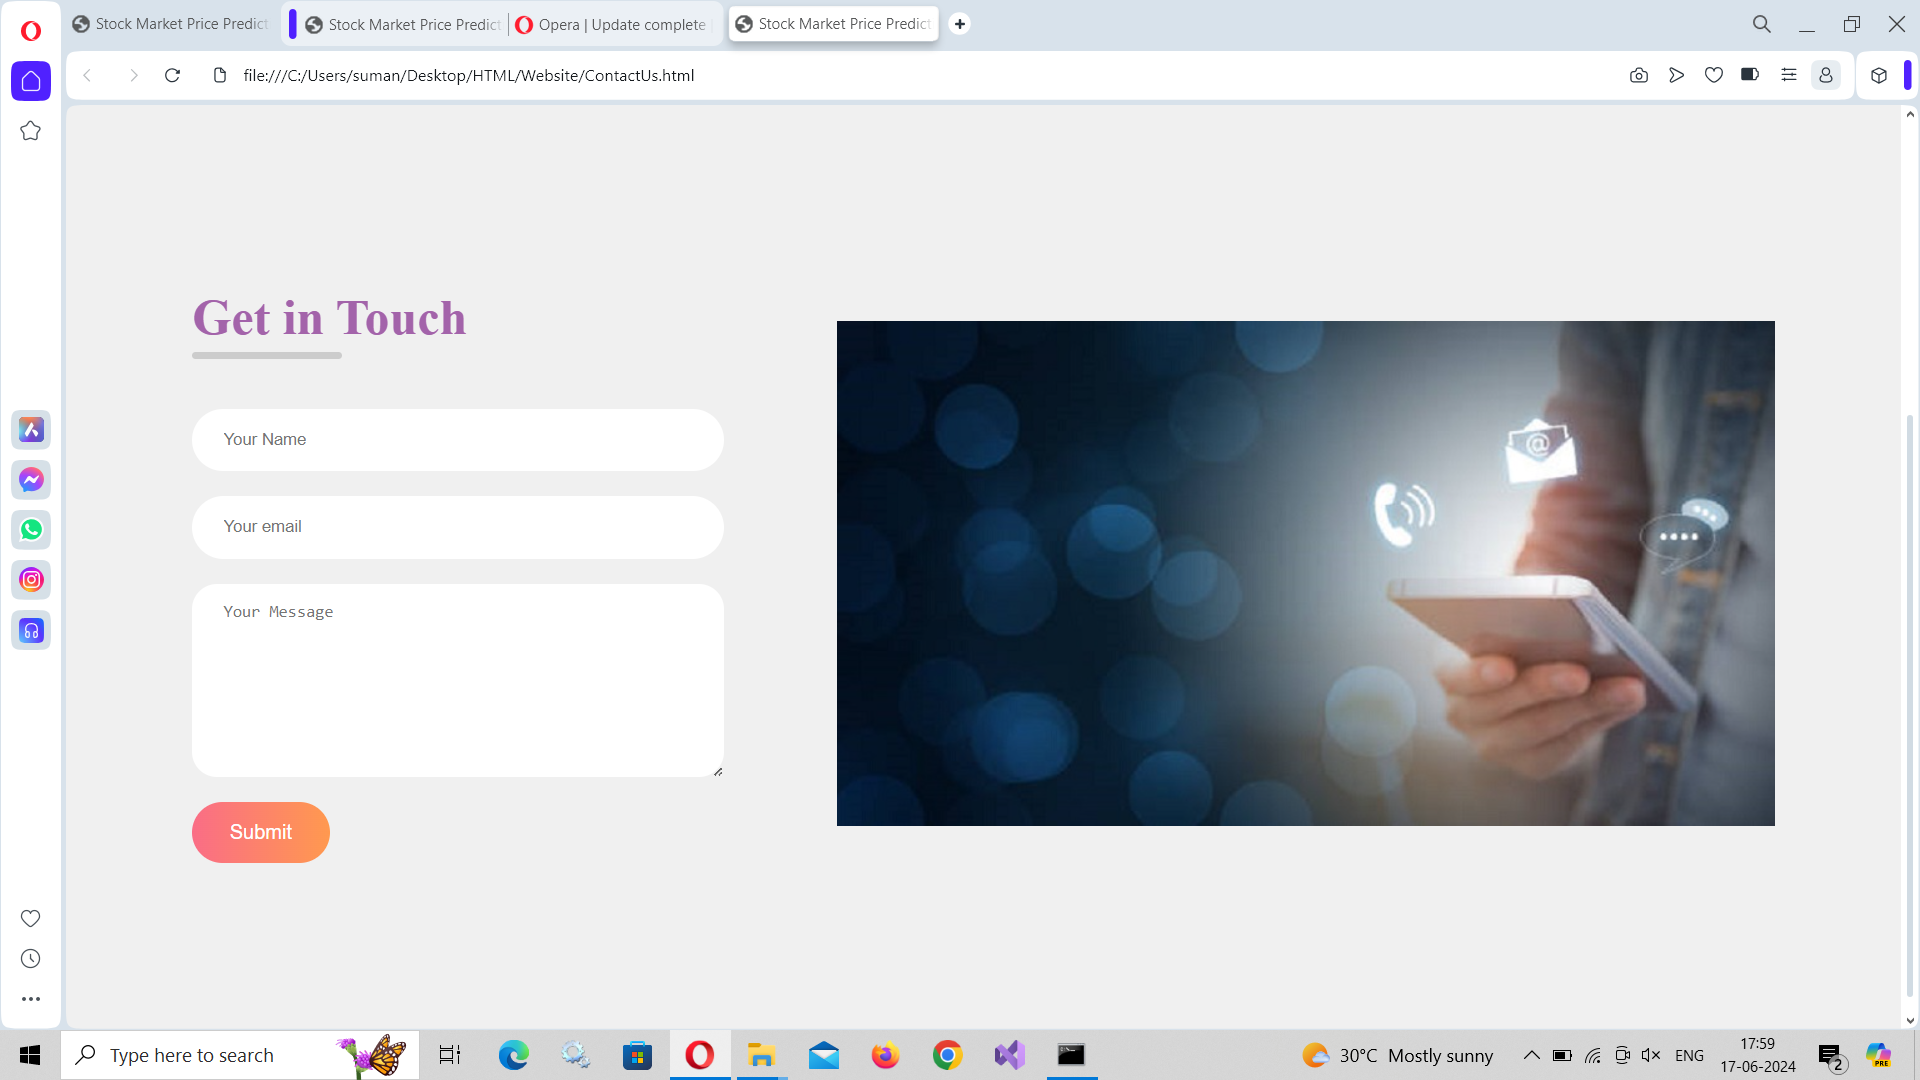 Stock Market Price Predict
Stock Market Price Predict
Opera | Update complete
Stock Market Price Predict
file:///C:/Users/suman/Desktop/HTML/Website/ContactUs.html
Get in Touch
Your Name
Your email
Your Message
Submit
@
Type here to search
30°C Mostly sunny
ENG
17:59
17-06-2024
2
PRE